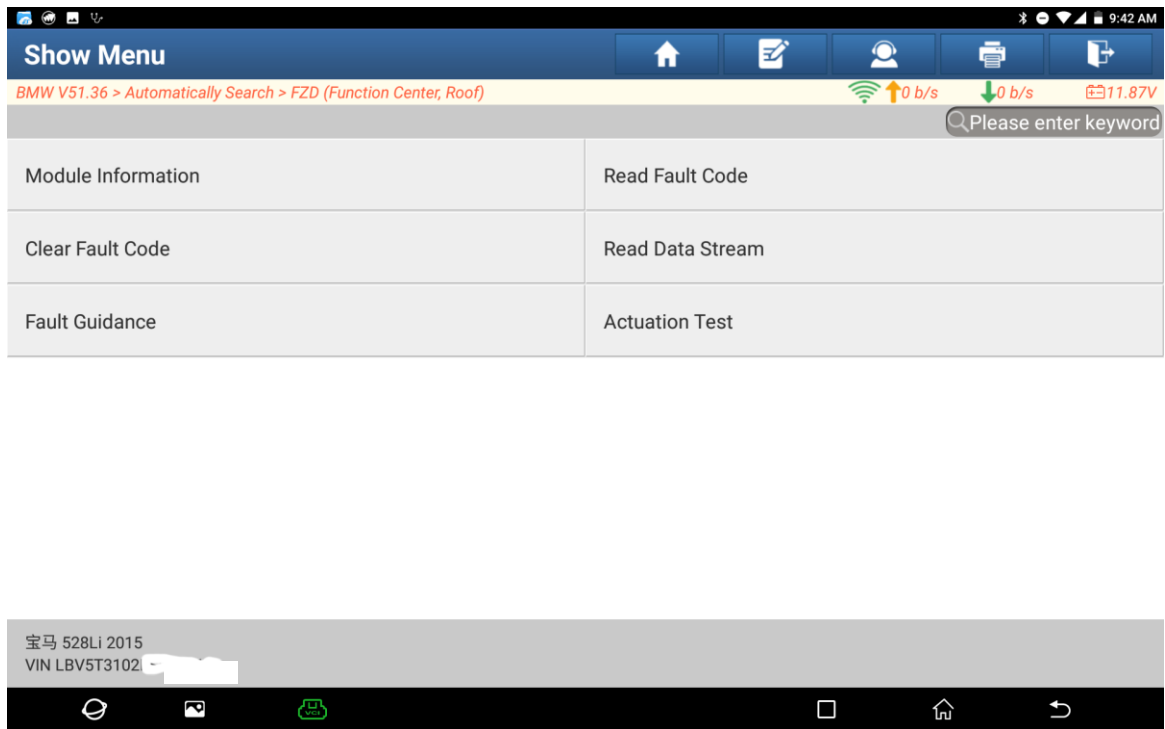 9:42 AM
Show Menu
BMW V51.36 > Automatically Search > FZD (Function Center, Roof)
0 b/s
0 b/s
11.87V
Please enter keyword
Module Information
Read Fault Code
Clear Fault Code
Read Data Stream
Fault Guidance
Actuation Test
宝马 528Li 2015
VIN LBV5T3102
VCI